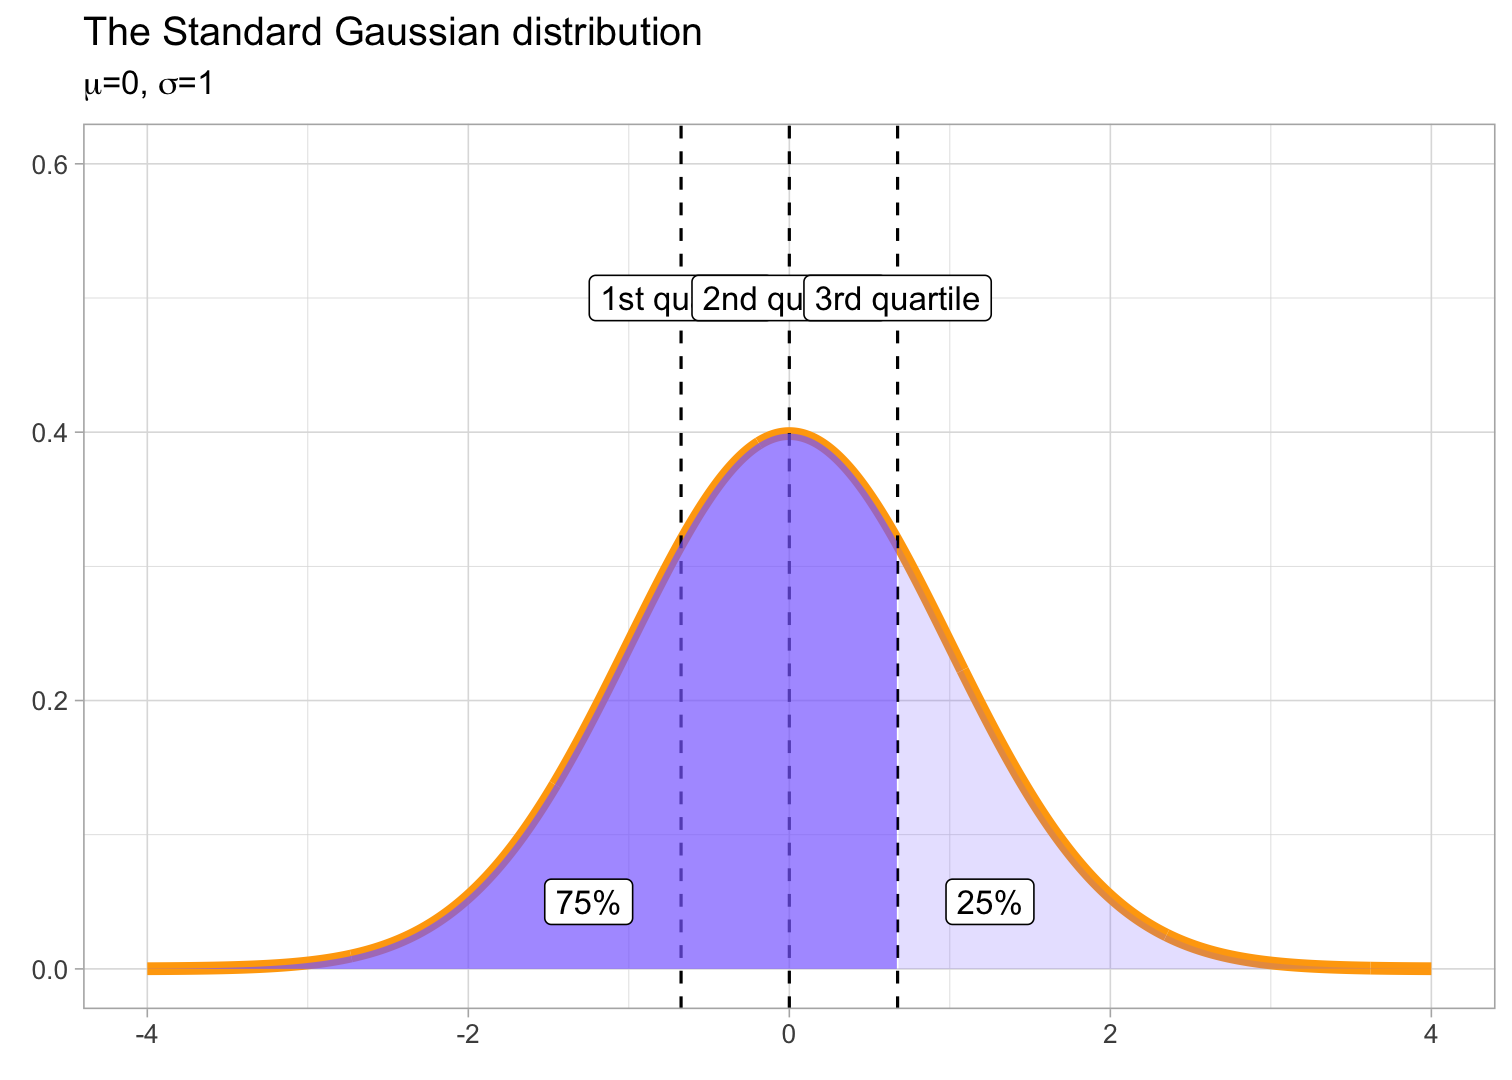 The Standard Gaussian distribution
μ=0, σ=1
0.6
1st qu 2nd qu 3rd quartile
0.4
0.2
75% 25%
0.0
-4 -2 0 2 4